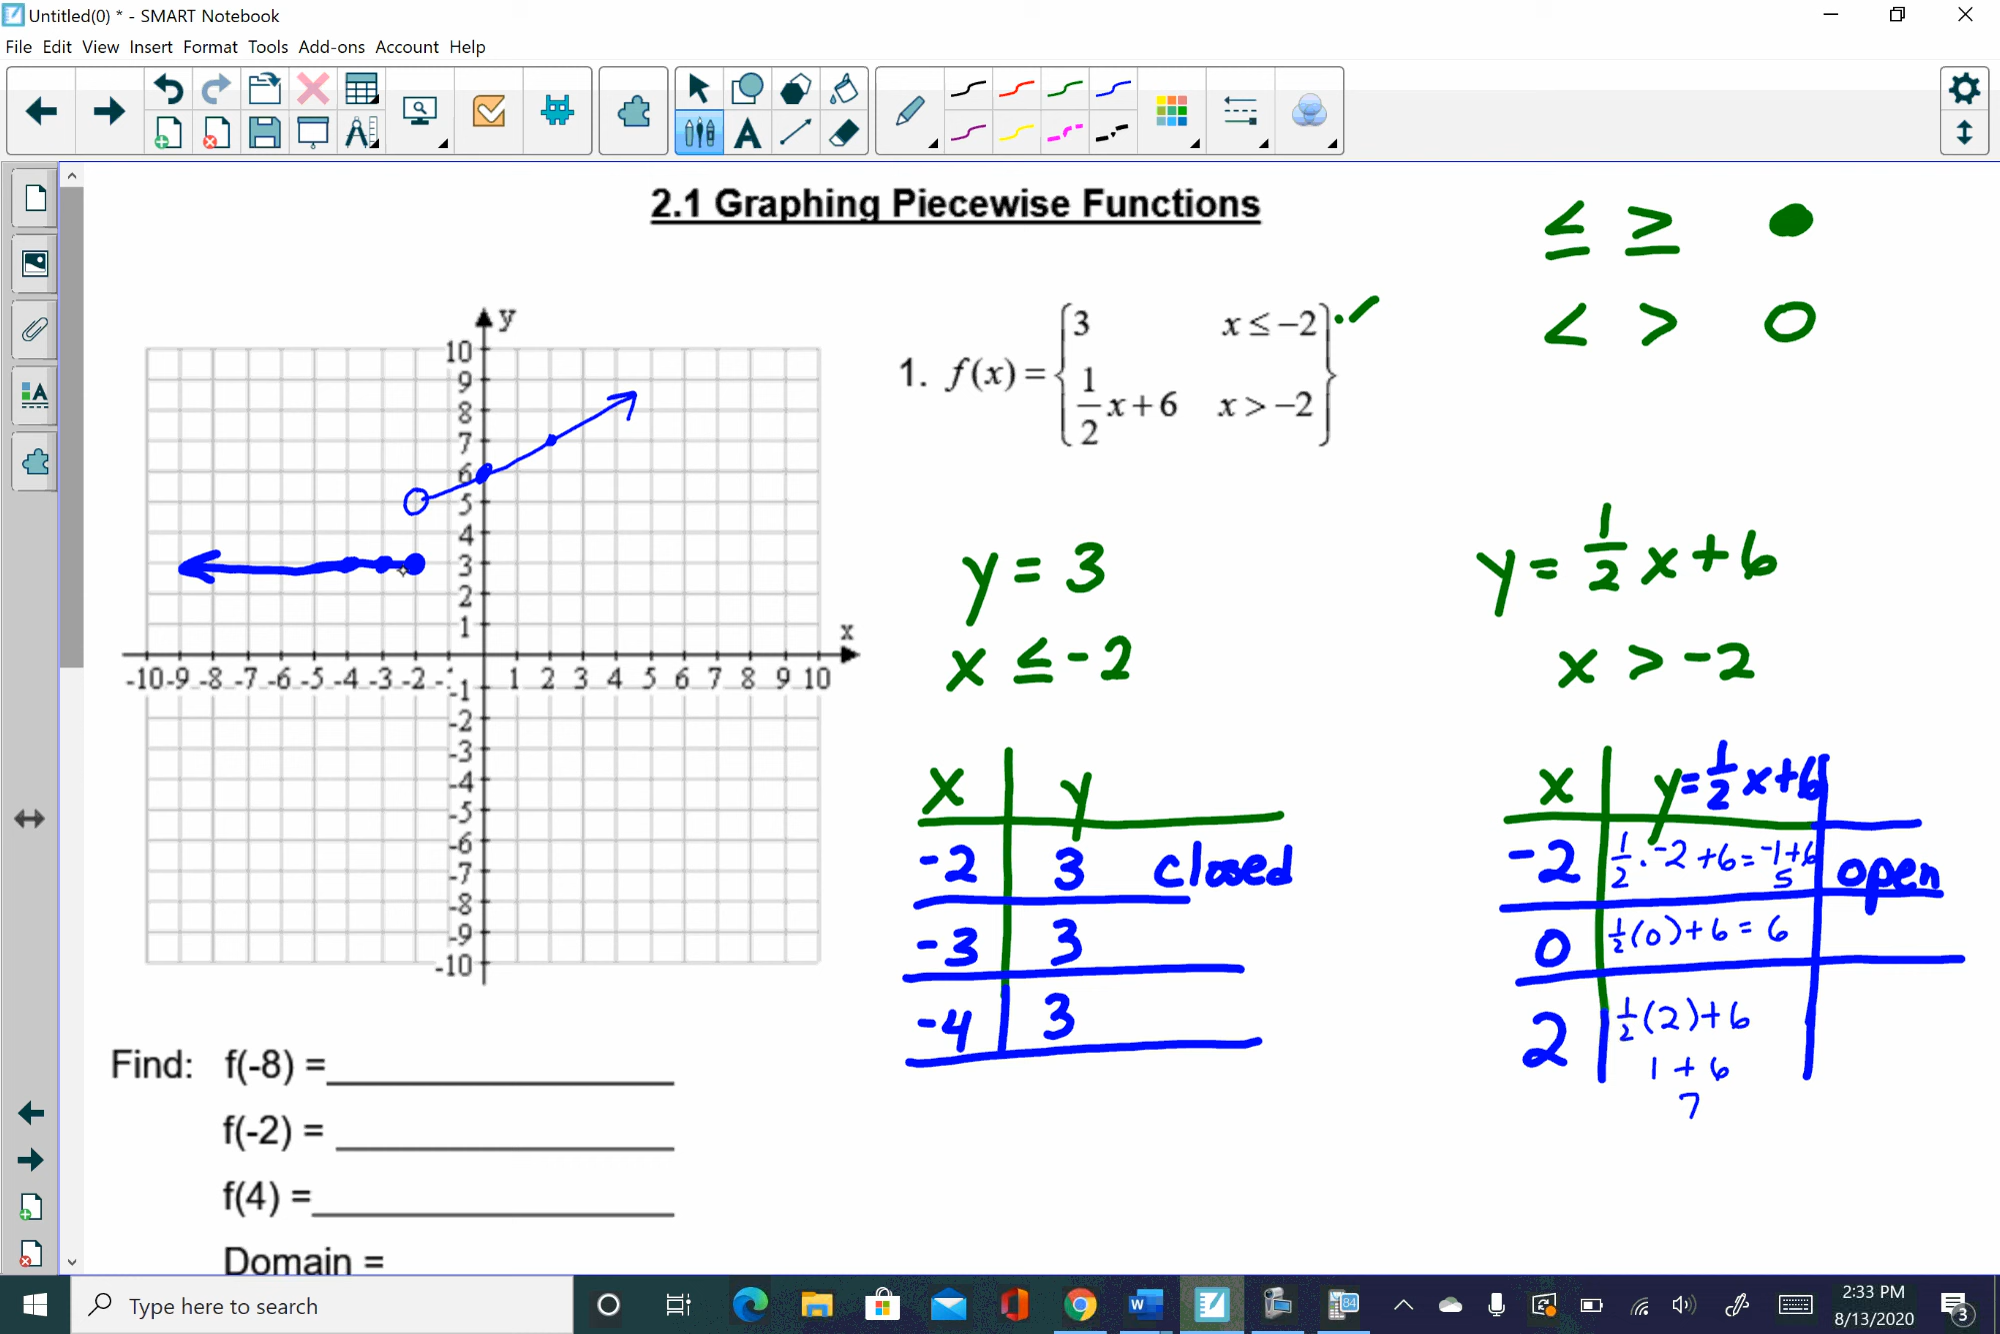 Untitled(0) * - SMART Notebook
File Edit View Insert Format Tools Add-ons Account Help
2.1 Graphing Piecewise Functions
≤ ≥ ●
< > O
1. f(x) = { 3 x ≤ -2 } ✓
1/2 x + 6 x > -2
y
10
9
8
7
6
5
4
3
2
1
x
-10 -9 -8 -7 -6 -5 -4 -3 -2 -1 1 2 3 4 5 6 7 8 9 10
-1
-2
-3
-4
-5
-6
-7
-8
-9
-10
y = 3
x ≤ -2
x y
-2 3 closed
-3 3
-4 3
y = 1/2 x + 6
x > -2
x y = 1/2 x + 6
-2 1/2 · -2 + 6 = -1 + 6 open
5
0 1/2 (0) + 6 = 6
2 1/2 (2) + 6
1 + 6
7
Find: f(-8) = ________
f(-2) = ________
f(4) = ________
Domain =
Type here to search
84
2:33 PM
8/13/2020
3